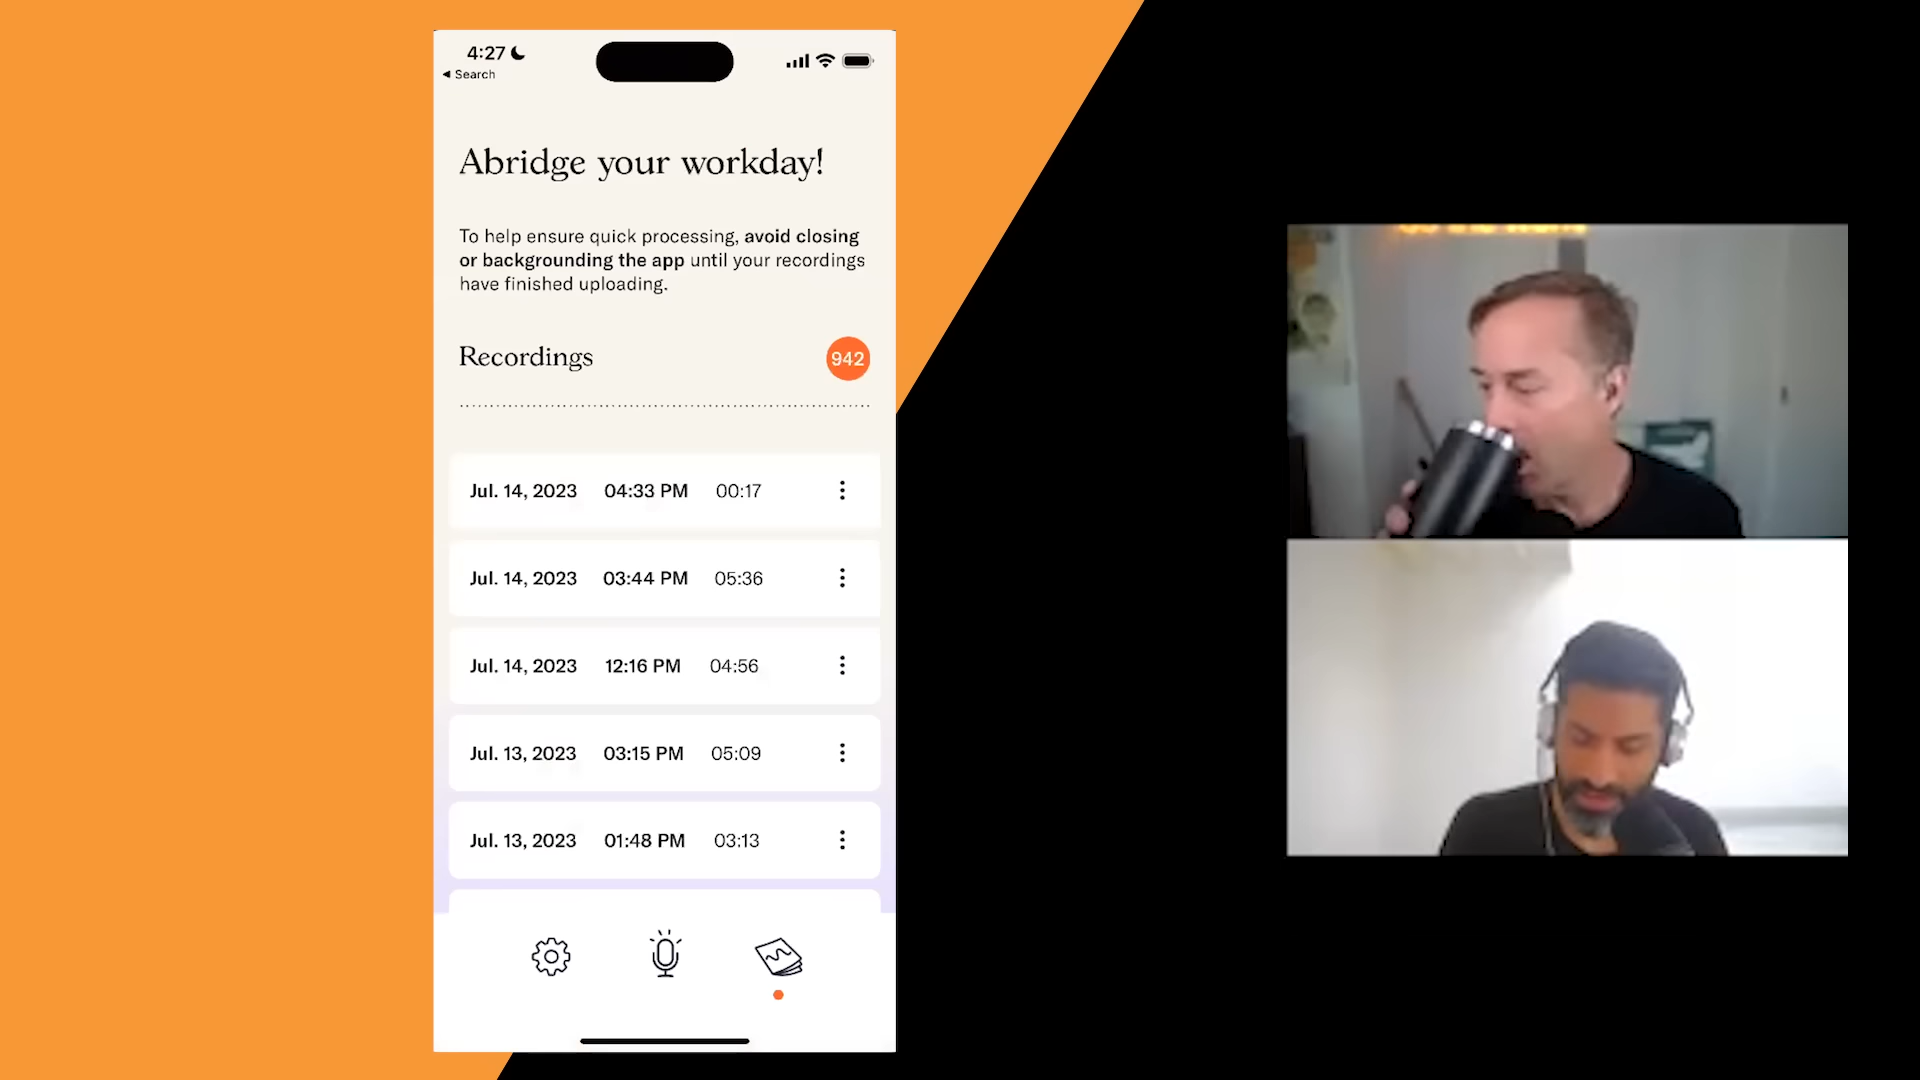 4:27
◀ Search
Abridge your workday!
To help ensure quick processing, avoid closing
or backgrounding the app until your recordings
have finished uploading.
Recordings 942
Jul. 14, 2023 04:33 PM 00:17
Jul. 14, 2023 03:44 PM 05:36
Jul. 14, 2023 12:16 PM 04:56
Jul. 13, 2023 03:15 PM 05:09
Jul. 13, 2023 01:48 PM 03:13